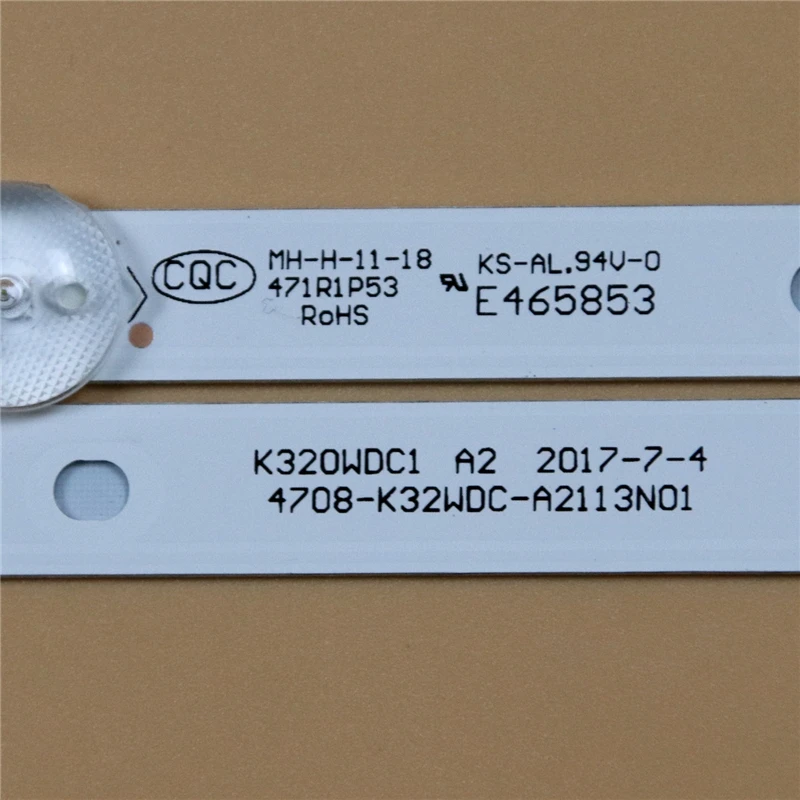 CQC
MH-H-11-18
471R1P53
RoHS
KS-AL.94V-0
E465853
K320WDC1 A2 2017-7-4
4708-K32WDC-A2113N01